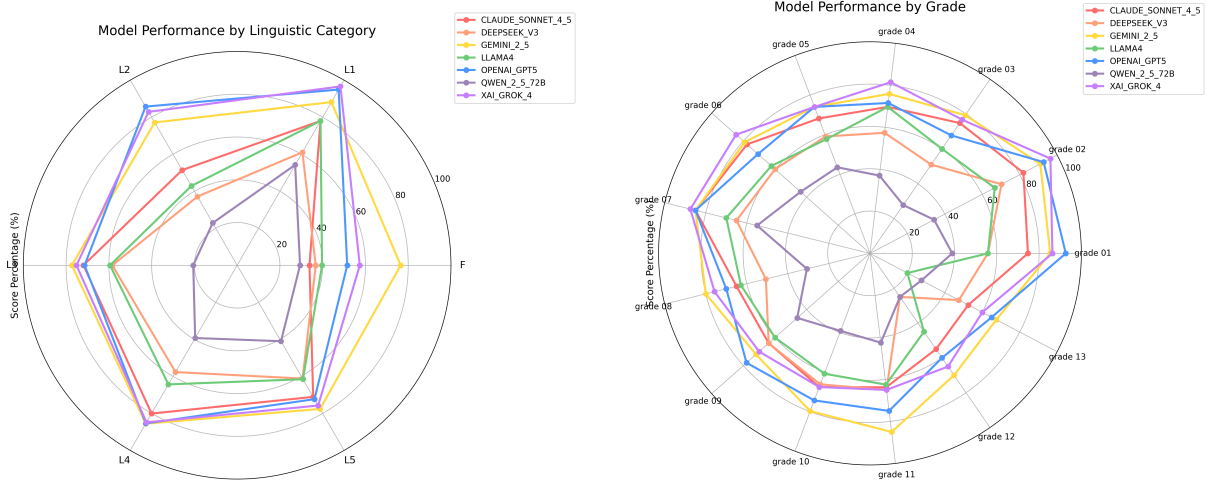 Model Performance by Linguistic Category
CLAUDE_SONNET_4_5
DEEPSEEK_V3
GEMINI_2_5
LLAMA4
OPENAI_GPT5
QWEN_2_5_72B
XAI_GROK_4
L2
L1
100
80
60
40
20
F
L4
L5
Score Percentage (%)
Model Performance by Grade
CLAUDE_SONNET_4_5
DEEPSEEK_V3
GEMINI_2_5
LLAMA4
OPENAI_GPT5
QWEN_2_5_72B
XAI_GROK_4
grade 05
grade 04
grade 03
grade 06
grade 02
100
80
60
40
20
grade 07
grade 01
Score Percentage (%)
grade 08
grade 13
grade 09
grade 12
grade 10
grade 11